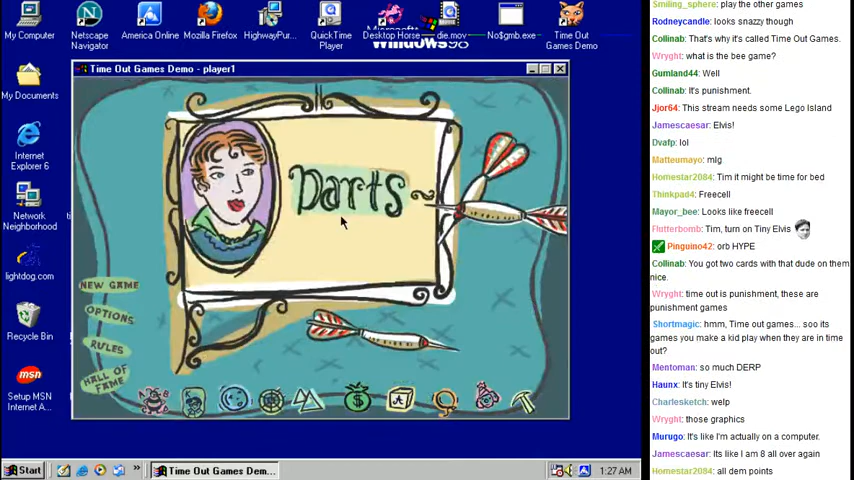 My Computer
Netscape
Navigator
America Online
Mozilla Firefox
HighwayPur...
QuickTime
Player
Desktop Horse
die.mov
No$gmb.exe
Time Out
Games Demo
Windows98
My Documents
Internet
Explorer 6
Network
Neighborhood
lightdog.com
Recycle Bin
Setup MSN
Internet A...
msn
Time Out Games Demo - player1
Darts
NEW GAME
OPTIONS
RULES
HALL OF
FAME
A
Start
Time Out Games Dem...
1:27 AM
Smiling_sphere: play the other games
Rodneycandle: looks snazzy though
Collinab: That's why it's called Time Out Games.
Wryght: what is the bee game?
Gumland44: Well
Collinab: It's punishment.
Jjor64: This stream needs some Lego Island
Jamescaesar: Elvis!
Dvafp: lol
Matteumayo: mlg
Homestar2084: Tim it might be time for bed
Thinkpad4: Freecell
Mayor_bee: Looks like freecell
Flutterbomb: Tim, turn on Tiny Elvis
Pinguino42: orb HYPE
Collinab: You got two cards with that dude on them
nice.
Wryght: time out is punishment, these are
punishment games
Shortmagic: hmm, Time out games... soo its
games you make a kid play when they are in time
out?
Mentoman: so much DERP
Haunx: It's tiny Elvis!
Charlesketch: welp
Wryght: those graphics
Murugo: It's like I'm actually on a computer.
Jamescaesar: Its like I am 8 all over again
Homestar2084: all dem points